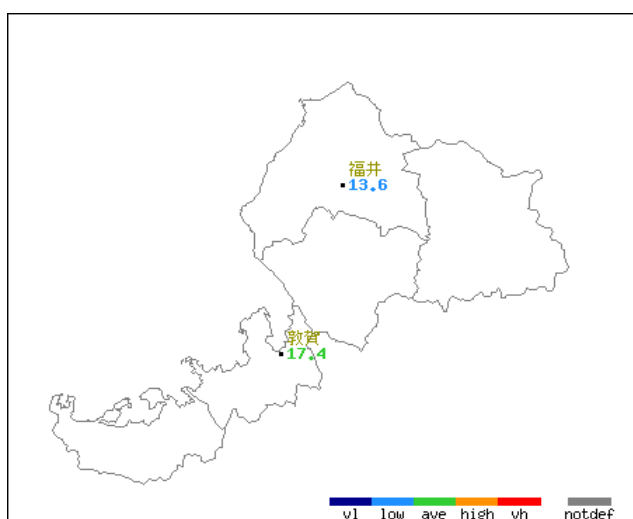 福井
13.6
敦賀
17.4
vl low ave high vh notdef